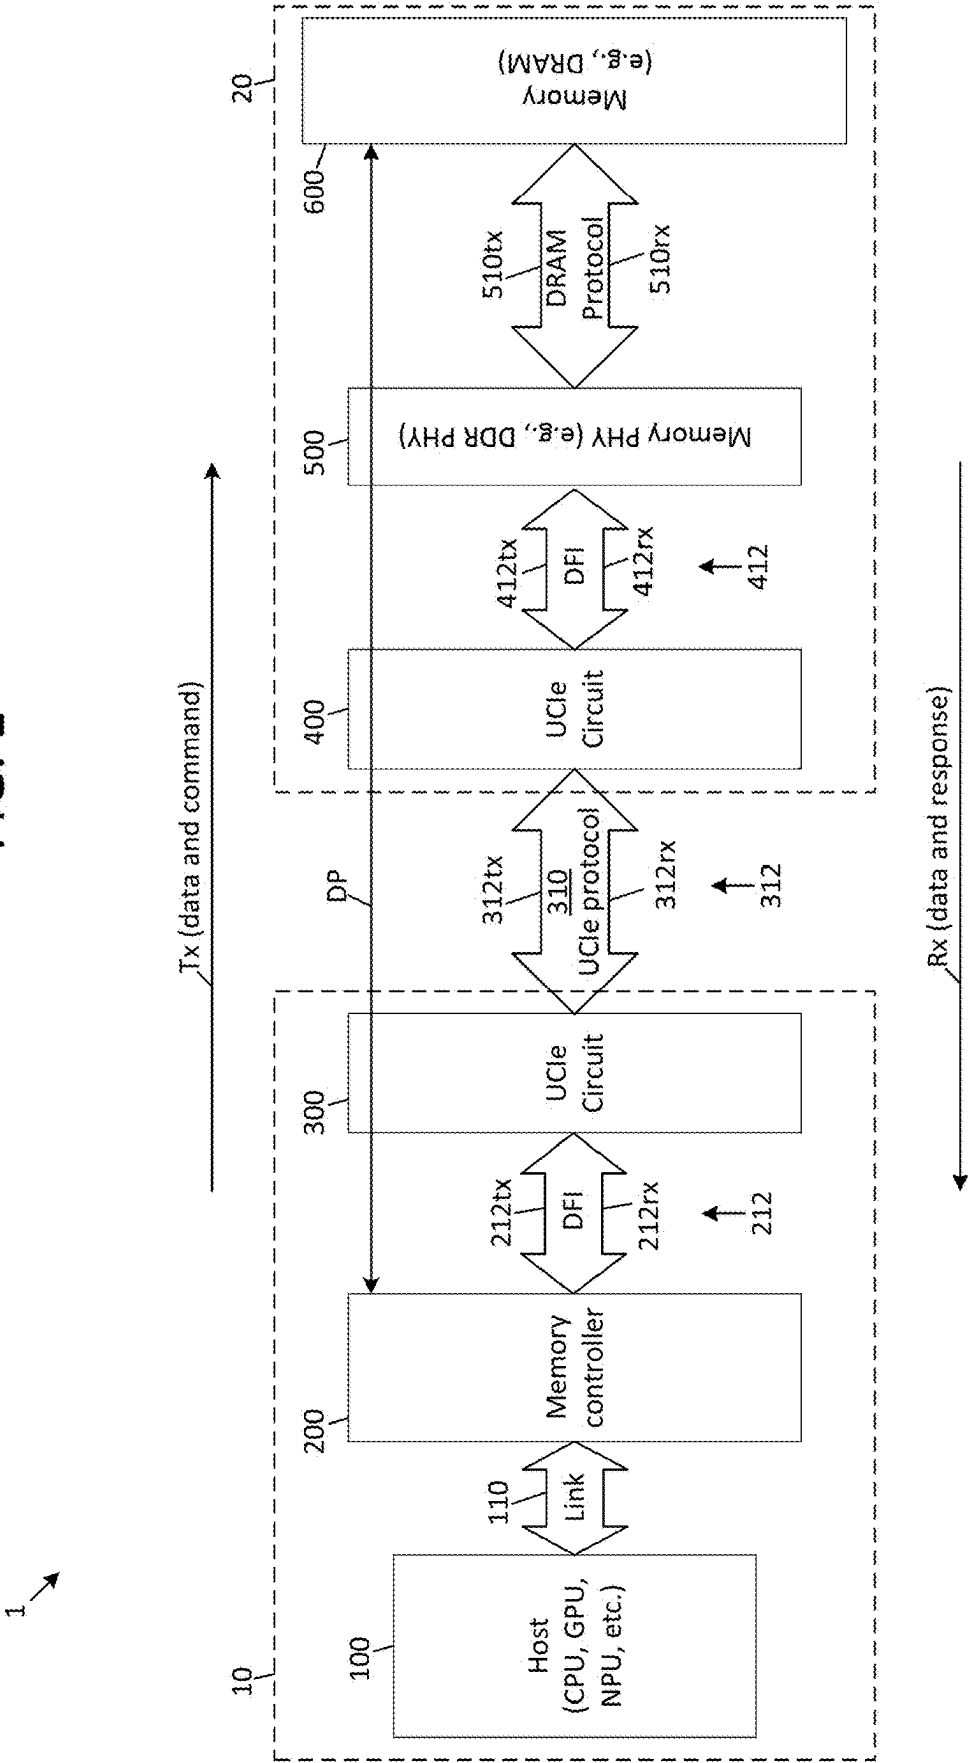 1
Tx (data and command)
DP
10
100
Host
(CPU, GPU,
NPU, etc.)
110
Link
200
Memory
controller
212tx
DFI
212rx
212
300
UCIe
Circuit
312tx
310
UCIe protocol
312rx
312
20
400
UCIe
Circuit
412tx
DFI
412rx
412
500
Memory PHY (e.g., DDR PHY)
510tx
DRAM
Protocol
510rx
600
Memory
(e.g., DRAM)
Rx (data and response)